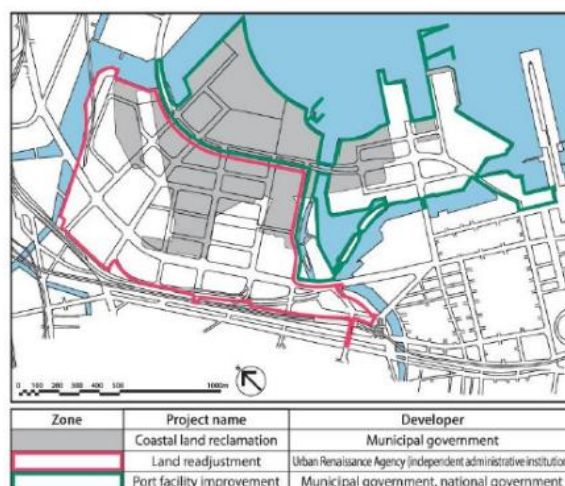 0 100 200 300 400 500 1000m
Zone Project name Developer
Coastal land reclamation Municipal government
Land readjustment Urban Renaissance Agency (independent administrative institution
Port facility improvement Municipal government, national government